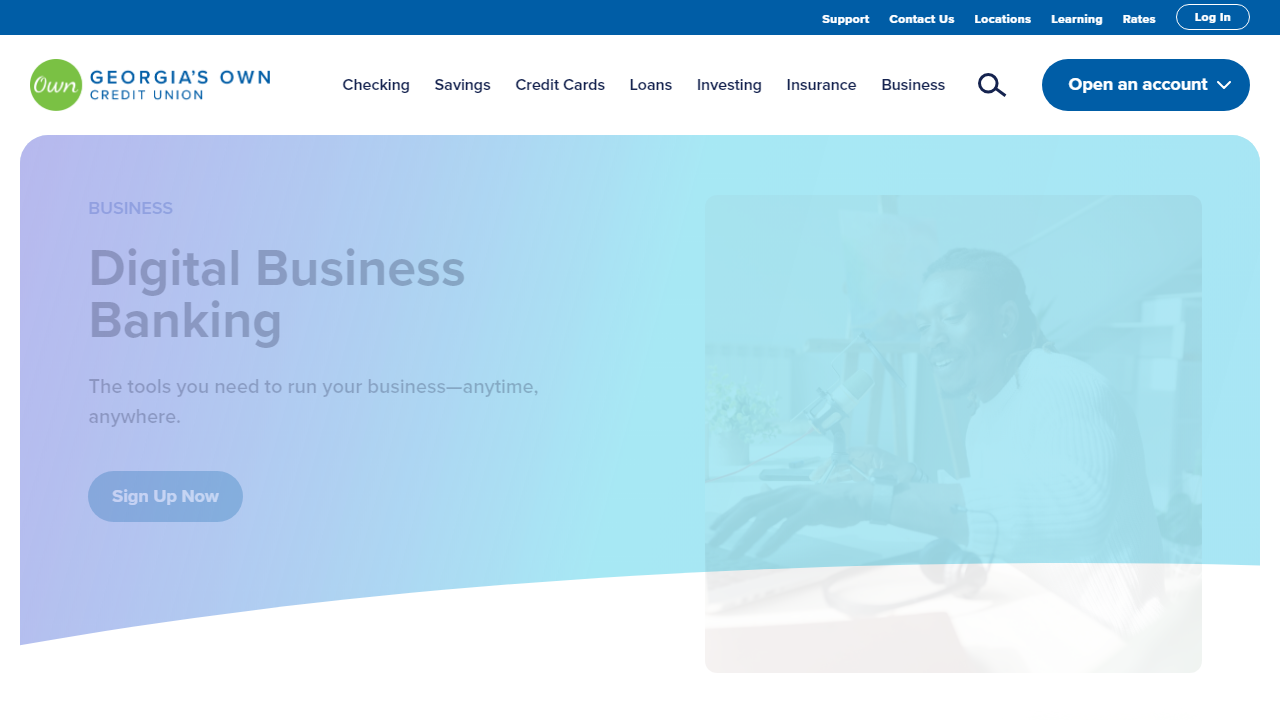 Support Contact Us Locations Learning Rates Log In
Own GEORGIA'S OWN
CREDIT UNION
Checking Savings Credit Cards Loans Investing Insurance Business
Open an account
BUSINESS
Digital Business
Banking
The tools you need to run your business—anytime,
anywhere.
Sign Up Now